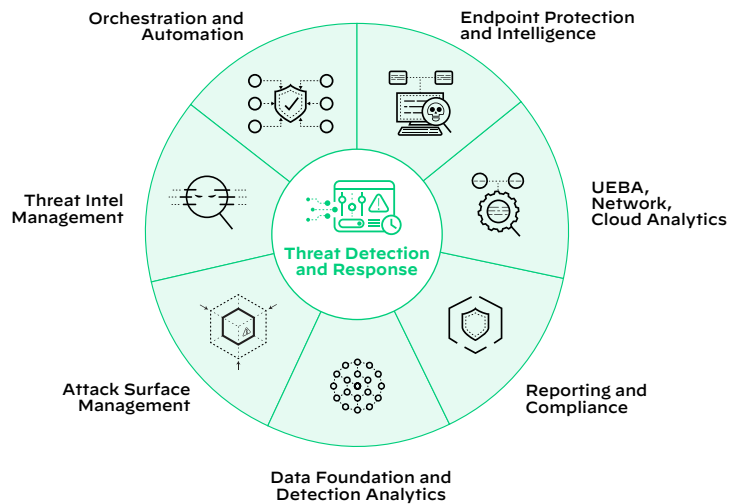 Orchestration and
Automation
Endpoint Protection
and Intelligence
Threat Intel
Management
UEBA,
Network,
Cloud Analytics
Threat Detection
and Response
Attack Surface
Management
Reporting and
Compliance
Data Foundation and
Detection Analytics